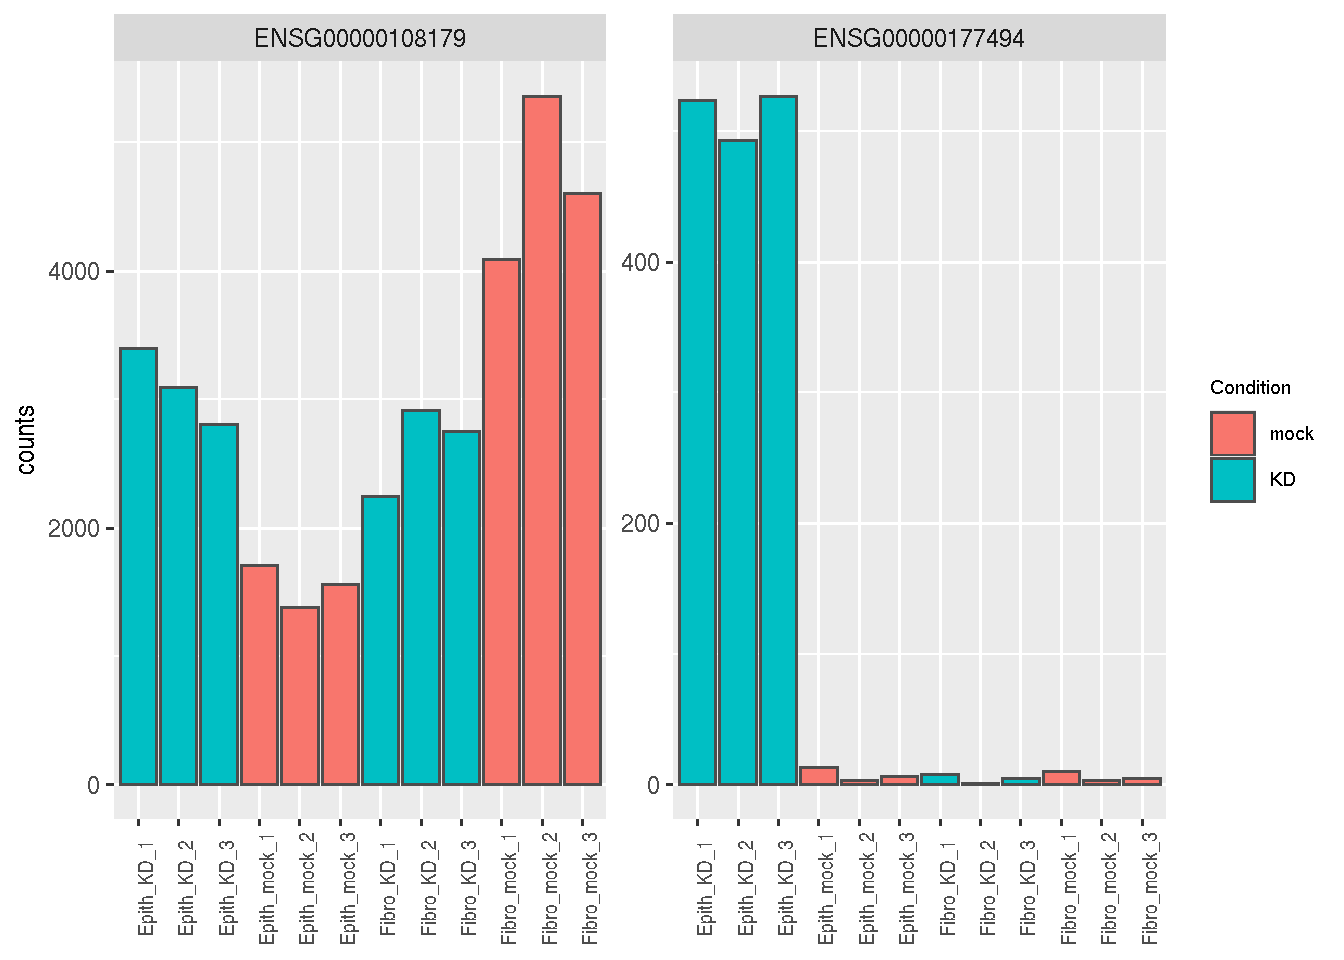 ENSG00000108179
ENSG00000177494
counts
4000
2000
0
400
200
0
Epith_KD_1
Epith_KD_2
Epith_KD_3
Epith_mock_1
Epith_mock_2
Epith_mock_3
Fibro_KD_1
Fibro_KD_2
Fibro_KD_3
Fibro_mock_1
Fibro_mock_2
Fibro_mock_3
Epith_KD_1
Epith_KD_2
Epith_KD_3
Epith_mock_1
Epith_mock_2
Epith_mock_3
Fibro_KD_1
Fibro_KD_2
Fibro_KD_3
Fibro_mock_1
Fibro_mock_2
Fibro_mock_3
Condition
mock
KD